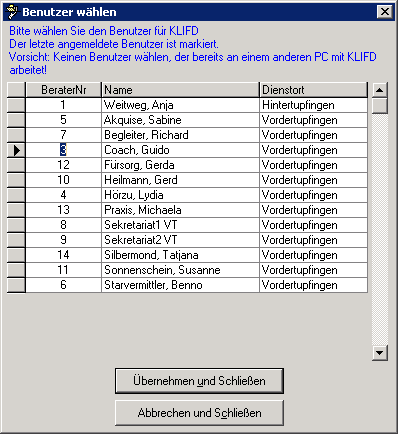 Benutzer wählen
Bitte wählen Sie den Benutzer für KLIFD
Der letzte angemeldete Benutzer ist markiert.
Vorsicht: Keinen Benutzer wählen, der bereits an einem anderen PC mit KLIFD
arbeitet!
BeraterNr Name Dienstort
1 Weitweg, Anja Hintertupfingen
5 Akquise, Sabine Vordertupfingen
7 Begleiter, Richard Vordertupfingen
3 Coach, Guido Vordertupfingen
12 Fürsorg, Gerda Vordertupfingen
10 Heilmann, Gerd Vordertupfingen
4 Hörzu, Lydia Vordertupfingen
13 Praxis, Michaela Vordertupfingen
8 Sekretariat1 VT Vordertupfingen
9 Sekretariat2 VT Vordertupfingen
14 Silbermond, Tatjana Vordertupfingen
11 Sonnenschein, Susanne Vordertupfingen
6 Starvermittler, Benno Vordertupfingen
Übernehmen und Schließen
Abbrechen und Schließen